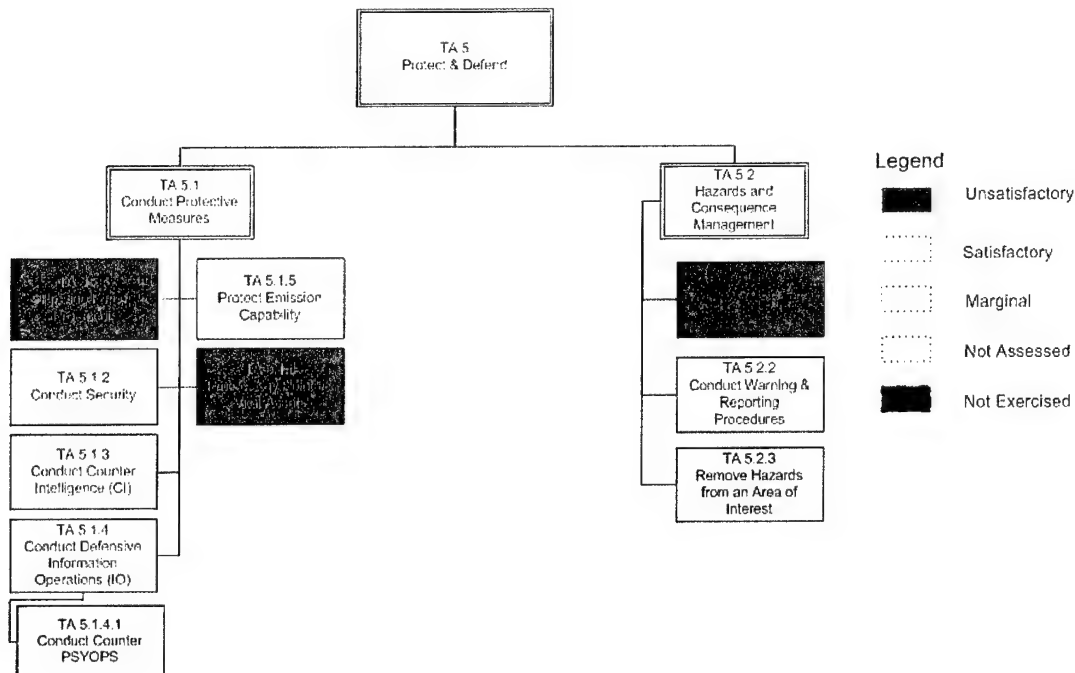 TA 5
Protect & Defend
TA 5.1
Conduct Protective
Measures
TA 5.2
Hazards and
Consequence
Management
TA 5.1.5
Protect Emission
Capability
TA 5.1.2
Conduct Security
TA 5.1.3
Conduct Counter
Intelligence (CI)
TA 5.1.4
Conduct Defensive
Information
Operations (IO)
TA 5.1.4.1
Conduct Counter
PSYOPS
TA 5.2.2
Conduct Warning &
Reporting
Procedures
TA 5.2.3
Remove Hazards
from an Area of
Interest
Legend
Unsatisfactory
Satisfactory
Marginal
Not Assessed
Not Exercised